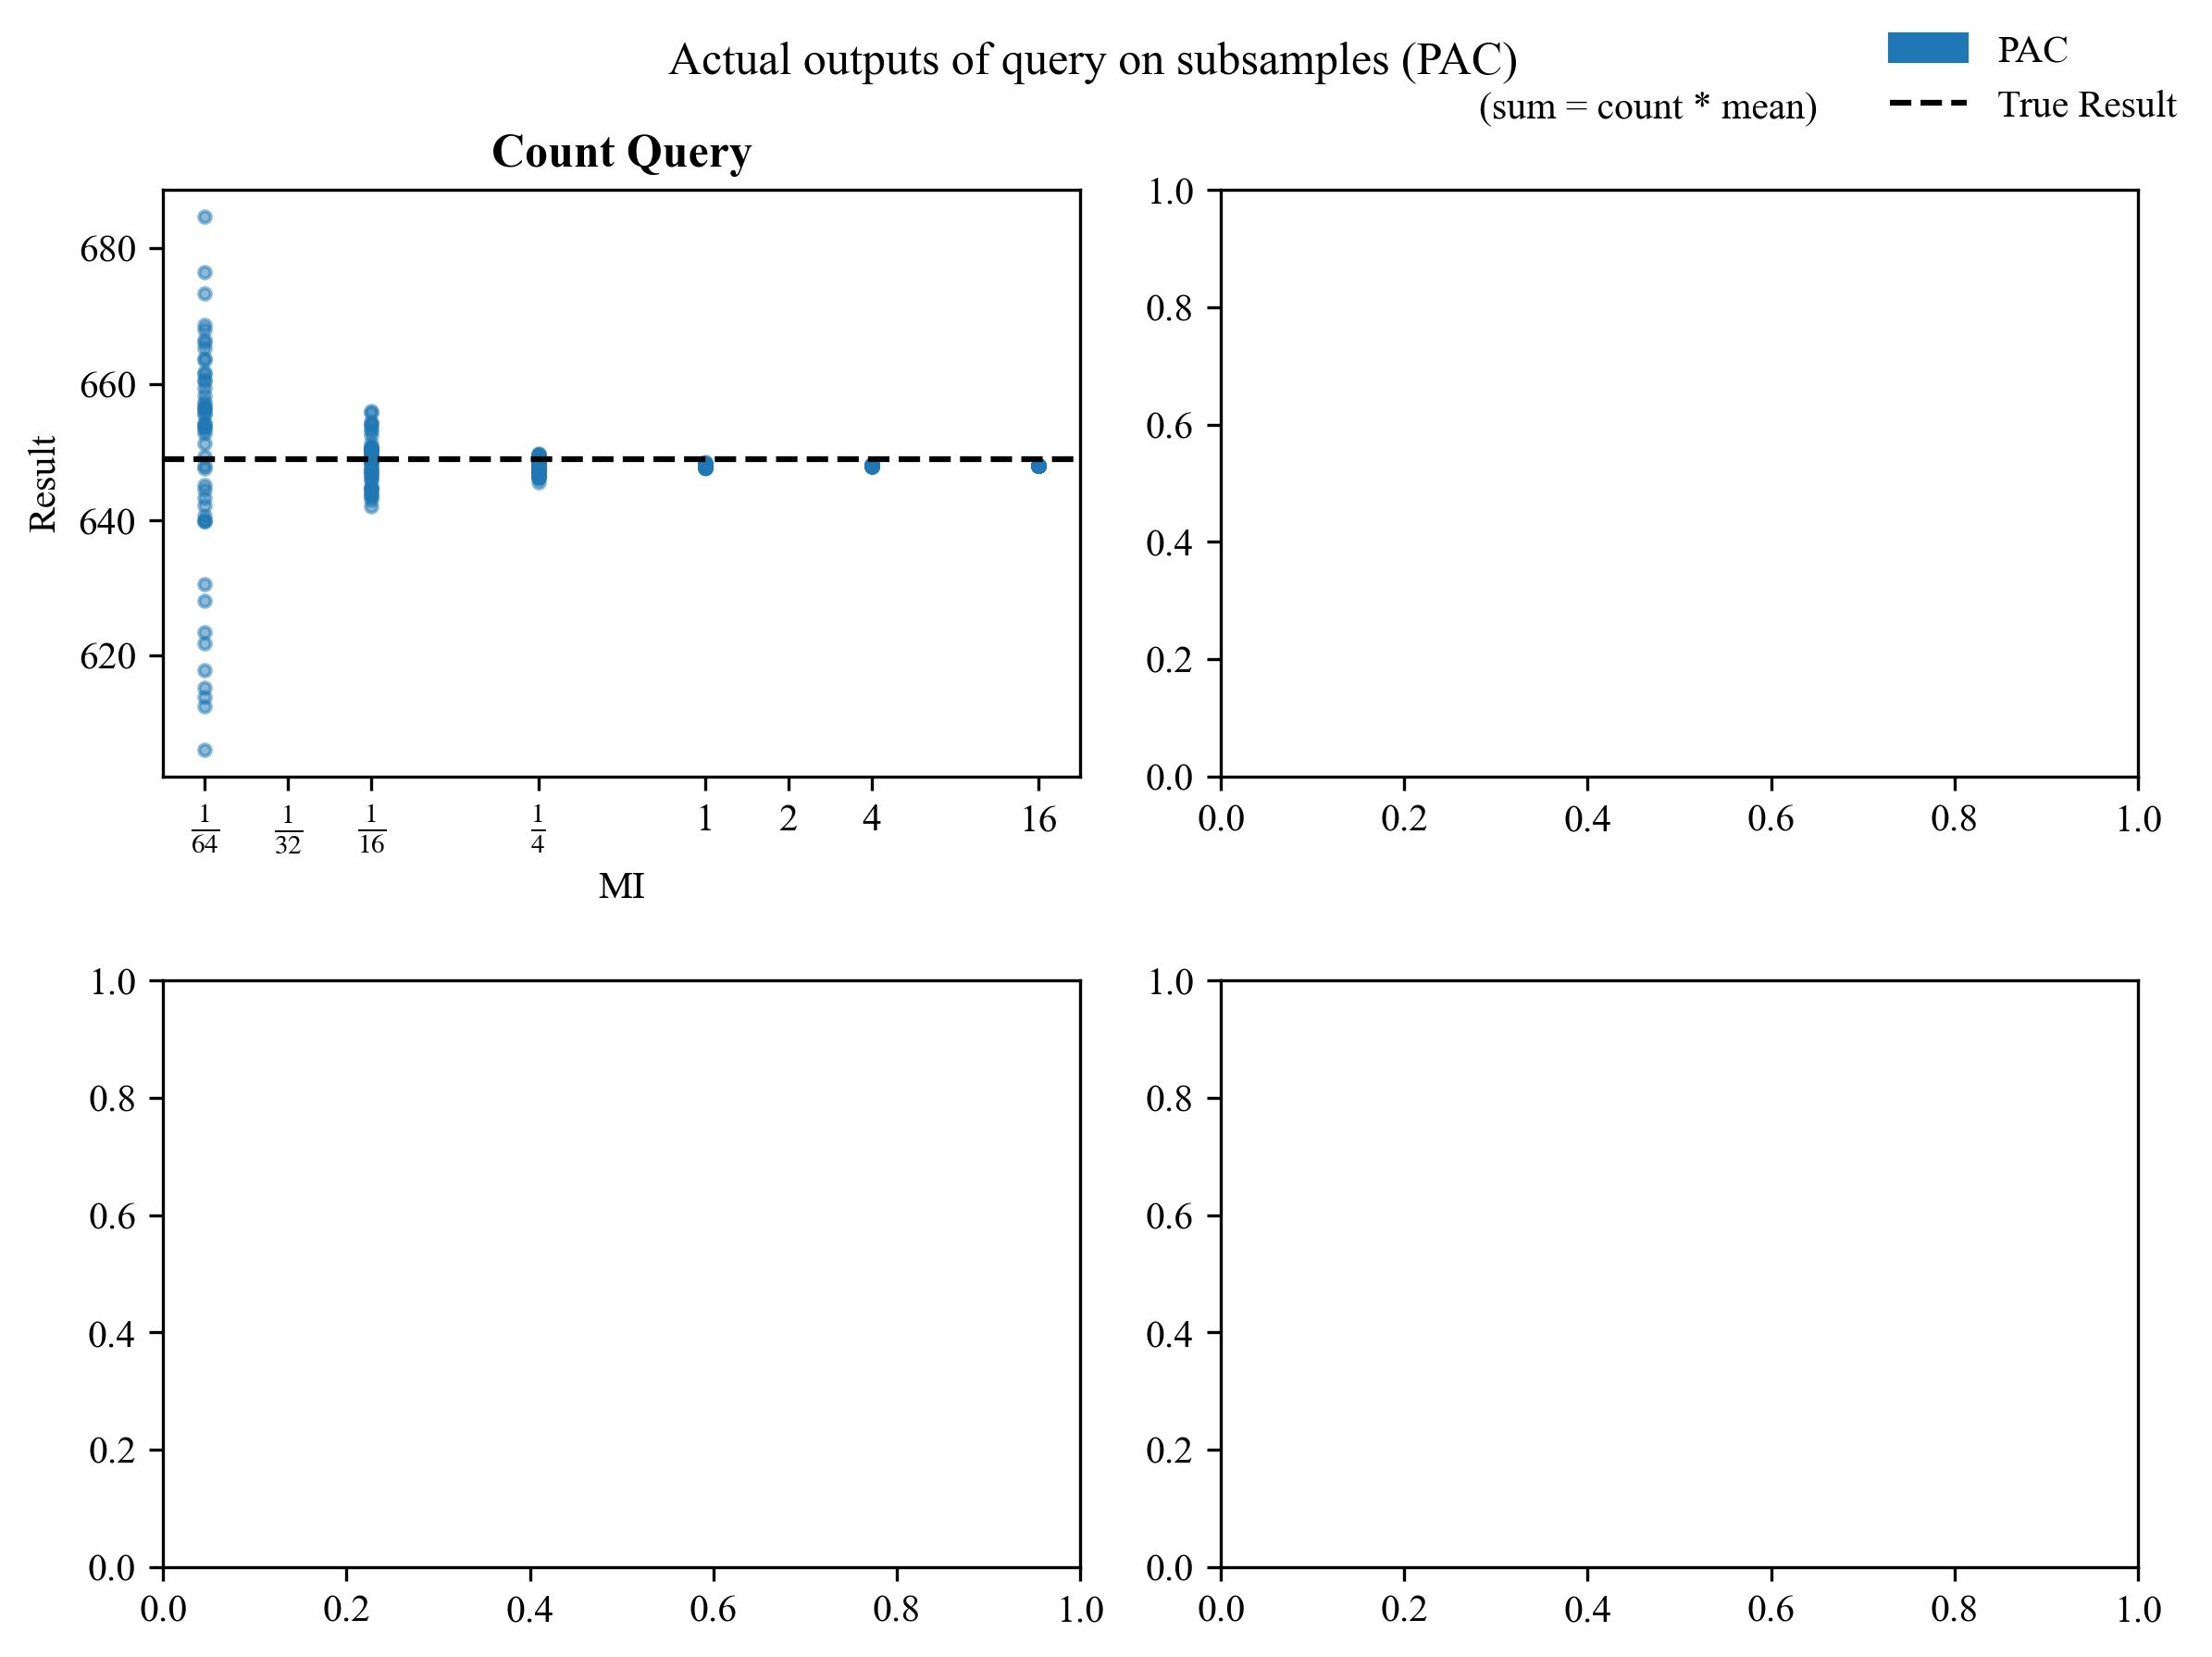 Actual outputs of query on subsamples (PAC)
PAC
(sum = count * mean)
True Result
Count Query
Result
680
660
640
620
1/64 1/32 1/16 1/4 1 2 4 16
MI
1.0
0.8
0.6
0.4
0.2
0.0
0.0 0.2 0.4 0.6 0.8 1.0
1.0
0.8
0.6
0.4
0.2
0.0
0.0 0.2 0.4 0.6 0.8 1.0
1.0
0.8
0.6
0.4
0.2
0.0
0.0 0.2 0.4 0.6 0.8 1.0